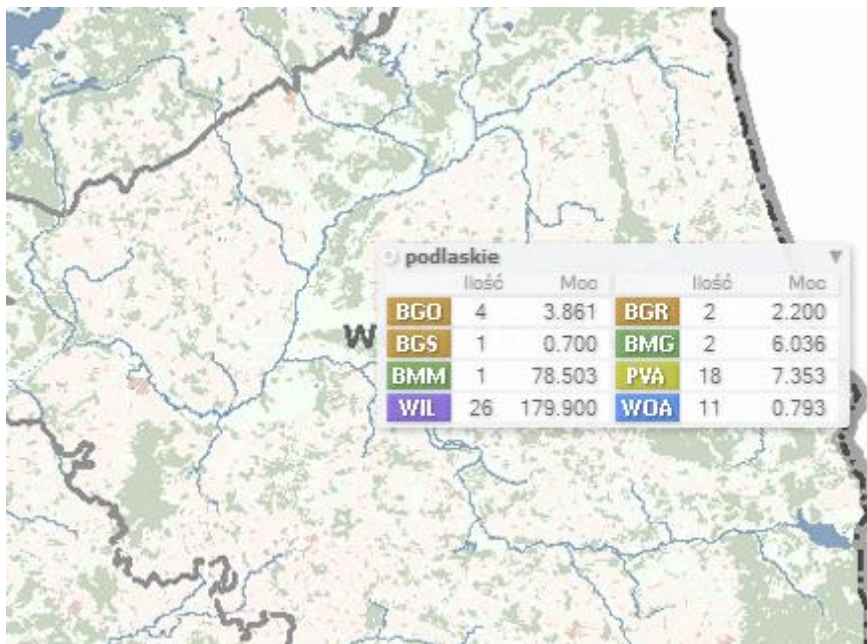 podlaskie
Ilość Moc Ilość Moc
BGO 4 3.861 BGR 2 2.200
BGS 1 0.700 BMG 2 6.036
BMM 1 78.503 PVA 18 7.353
WIL 26 179.900 WOA 11 0.793
W